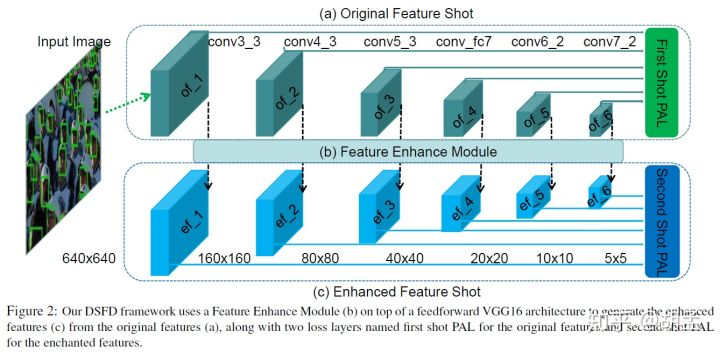 (a) Original Feature Shot
Input Image
conv3_3 conv4_3 conv5_3 conv_fc7 conv6_2 conv7_2
First Shot PAL
of_1 of_2 of_3 of_4 of_5 of_6
(b) Feature Enhance Module
ef_1 ef_2 ef_3 ef_4 ef_5 ef_6
Second Shot PAL
640x640 160x160 80x80 40x40 20x20 10x10 5x5
(c) Enhanced Feature Shot
Figure 2: Our DSFD framework uses a Feature Enhance Module (b) on top of a feedforward VGG16 architecture to generate the enhanced
features (c) from the original features (a), along with two loss layers named first shot PAL for the original features and second shot PAL
for the enchanted features.